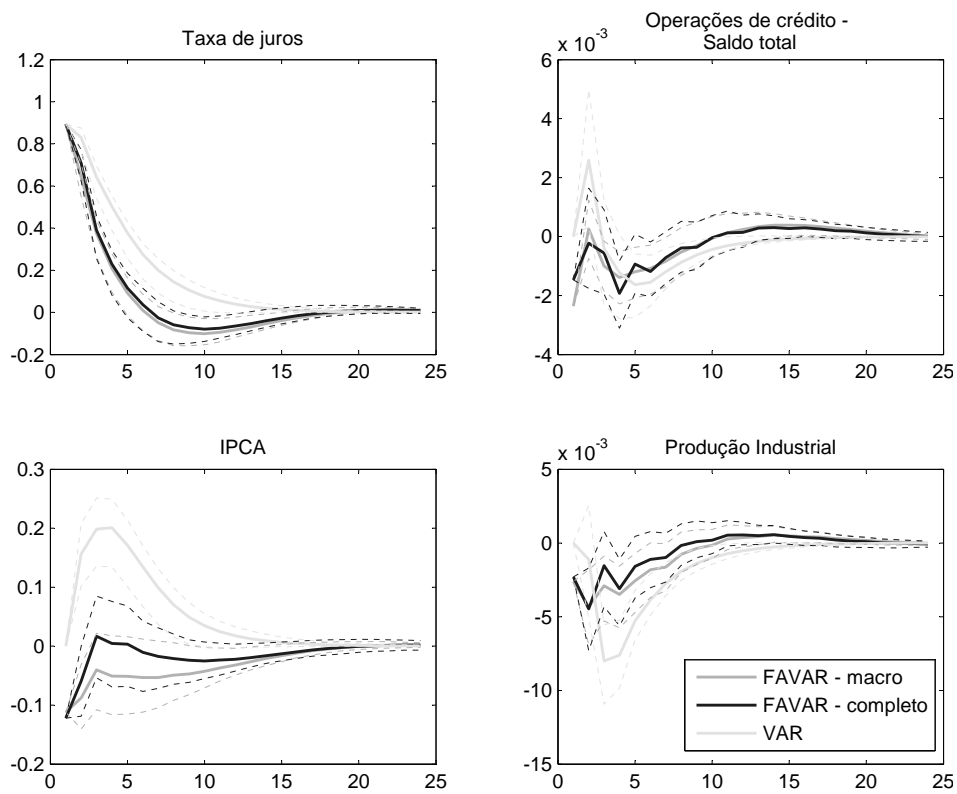 Taxa de juros
1.2
1
0.8
0.6
0.4
0.2
0
-0.2
0 5 10 15 20 25
Operações de crédito -
Saldo total
x 10^-3
6
4
2
0
-2
-4
0 5 10 15 20 25
IPCA
0.3
0.2
0.1
0
-0.1
-0.2
0 5 10 15 20 25
Produção Industrial
x 10^-3
5
0
-5
-10
-15
0 5 10 15 20 25
FAVAR - macro
FAVAR - completo
VAR